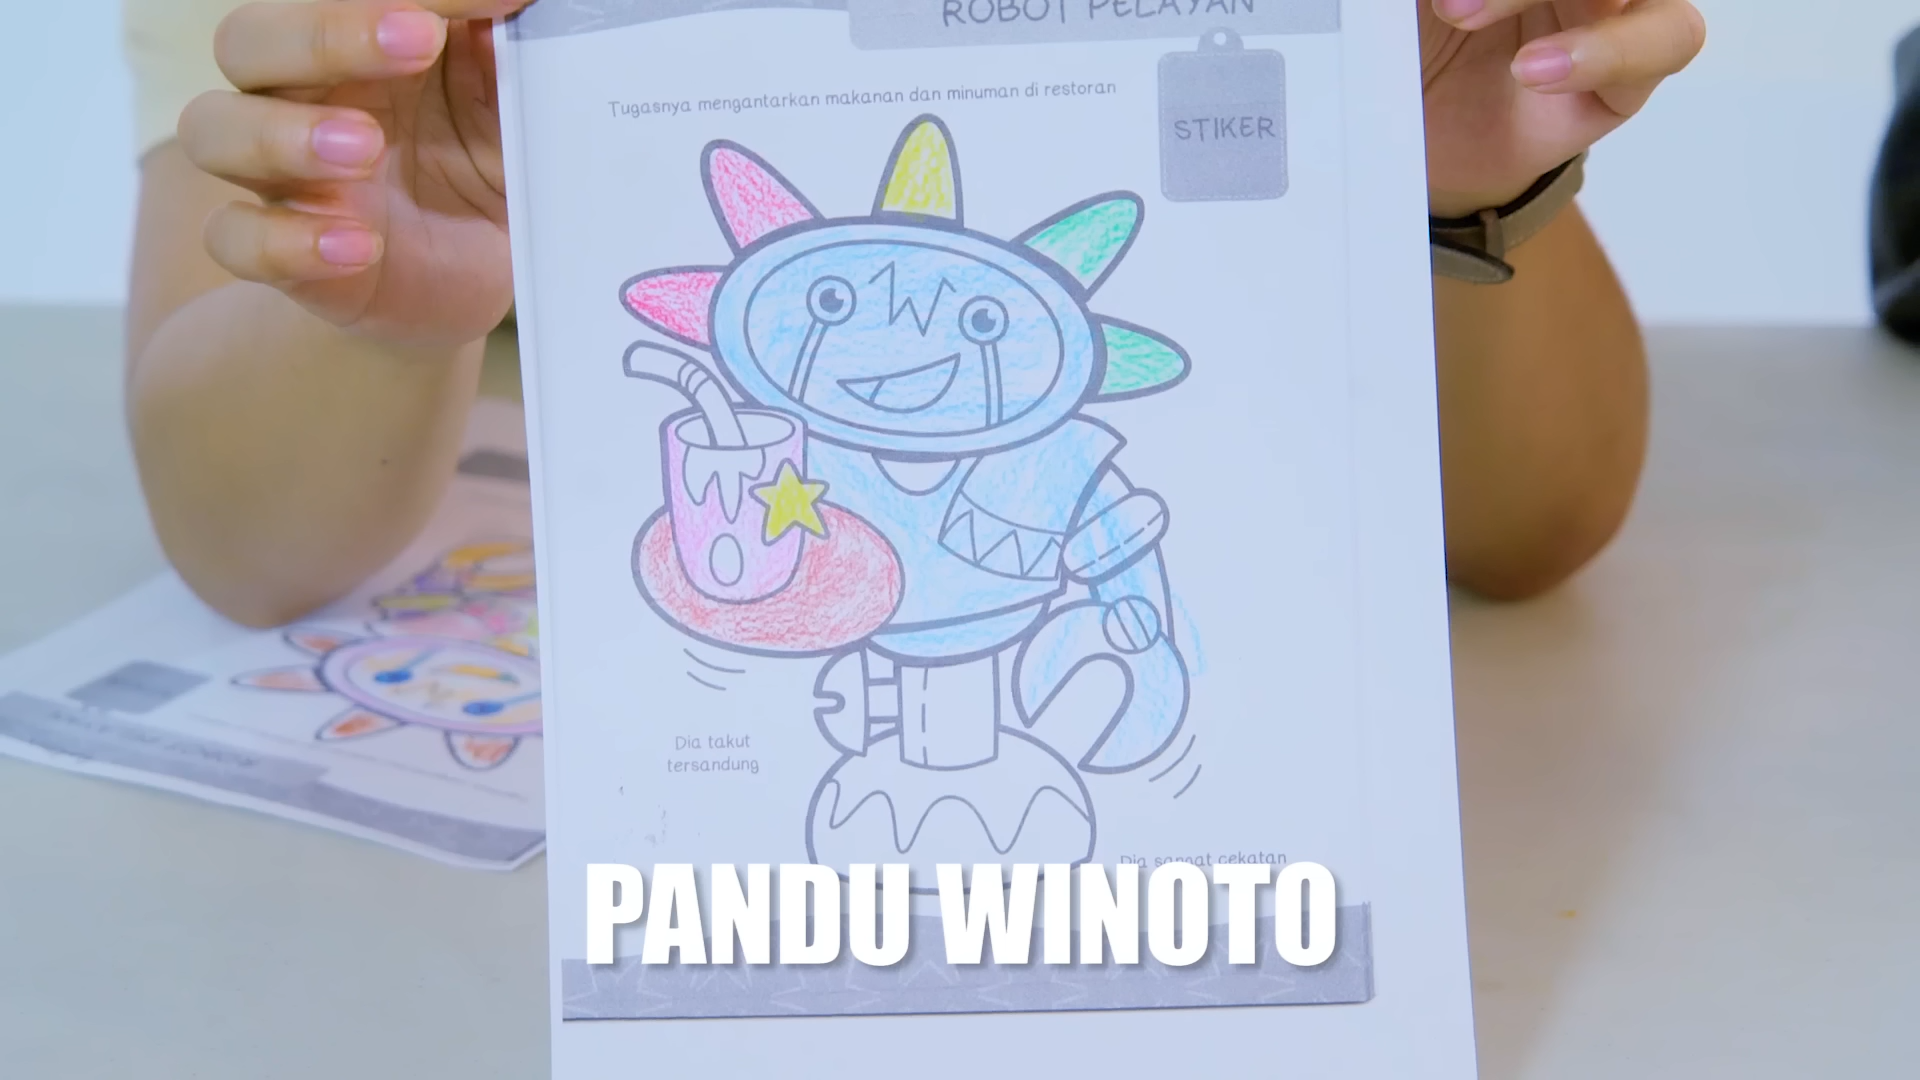 ROBOT PELAYAN
Tugasnya mengantarkan makanan dan minuman di restoran
STIKER
W
Dia takut
tersandung
Dia sangat cekatan
PANDU WINOTO